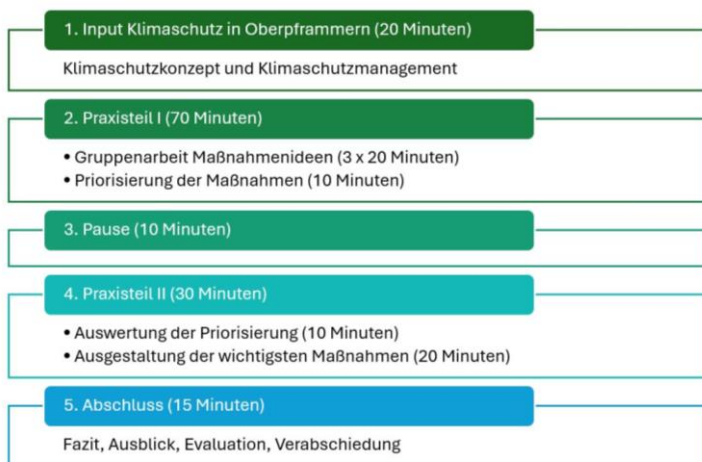 1. Input Klimaschutz in Oberpframmern (20 Minuten)
Klimaschutzkonzept und Klimaschutzmanagement
2. Praxisteil I (70 Minuten)
• Gruppenarbeit Maßnahmenideen (3 x 20 Minuten)
• Priorisierung der Maßnahmen (10 Minuten)
3. Pause (10 Minuten)
4. Praxisteil II (30 Minuten)
• Auswertung der Priorisierung (10 Minuten)
• Ausgestaltung der wichtigsten Maßnahmen (20 Minuten)
5. Abschluss (15 Minuten)
Fazit, Ausblick, Evaluation, Verabschiedung